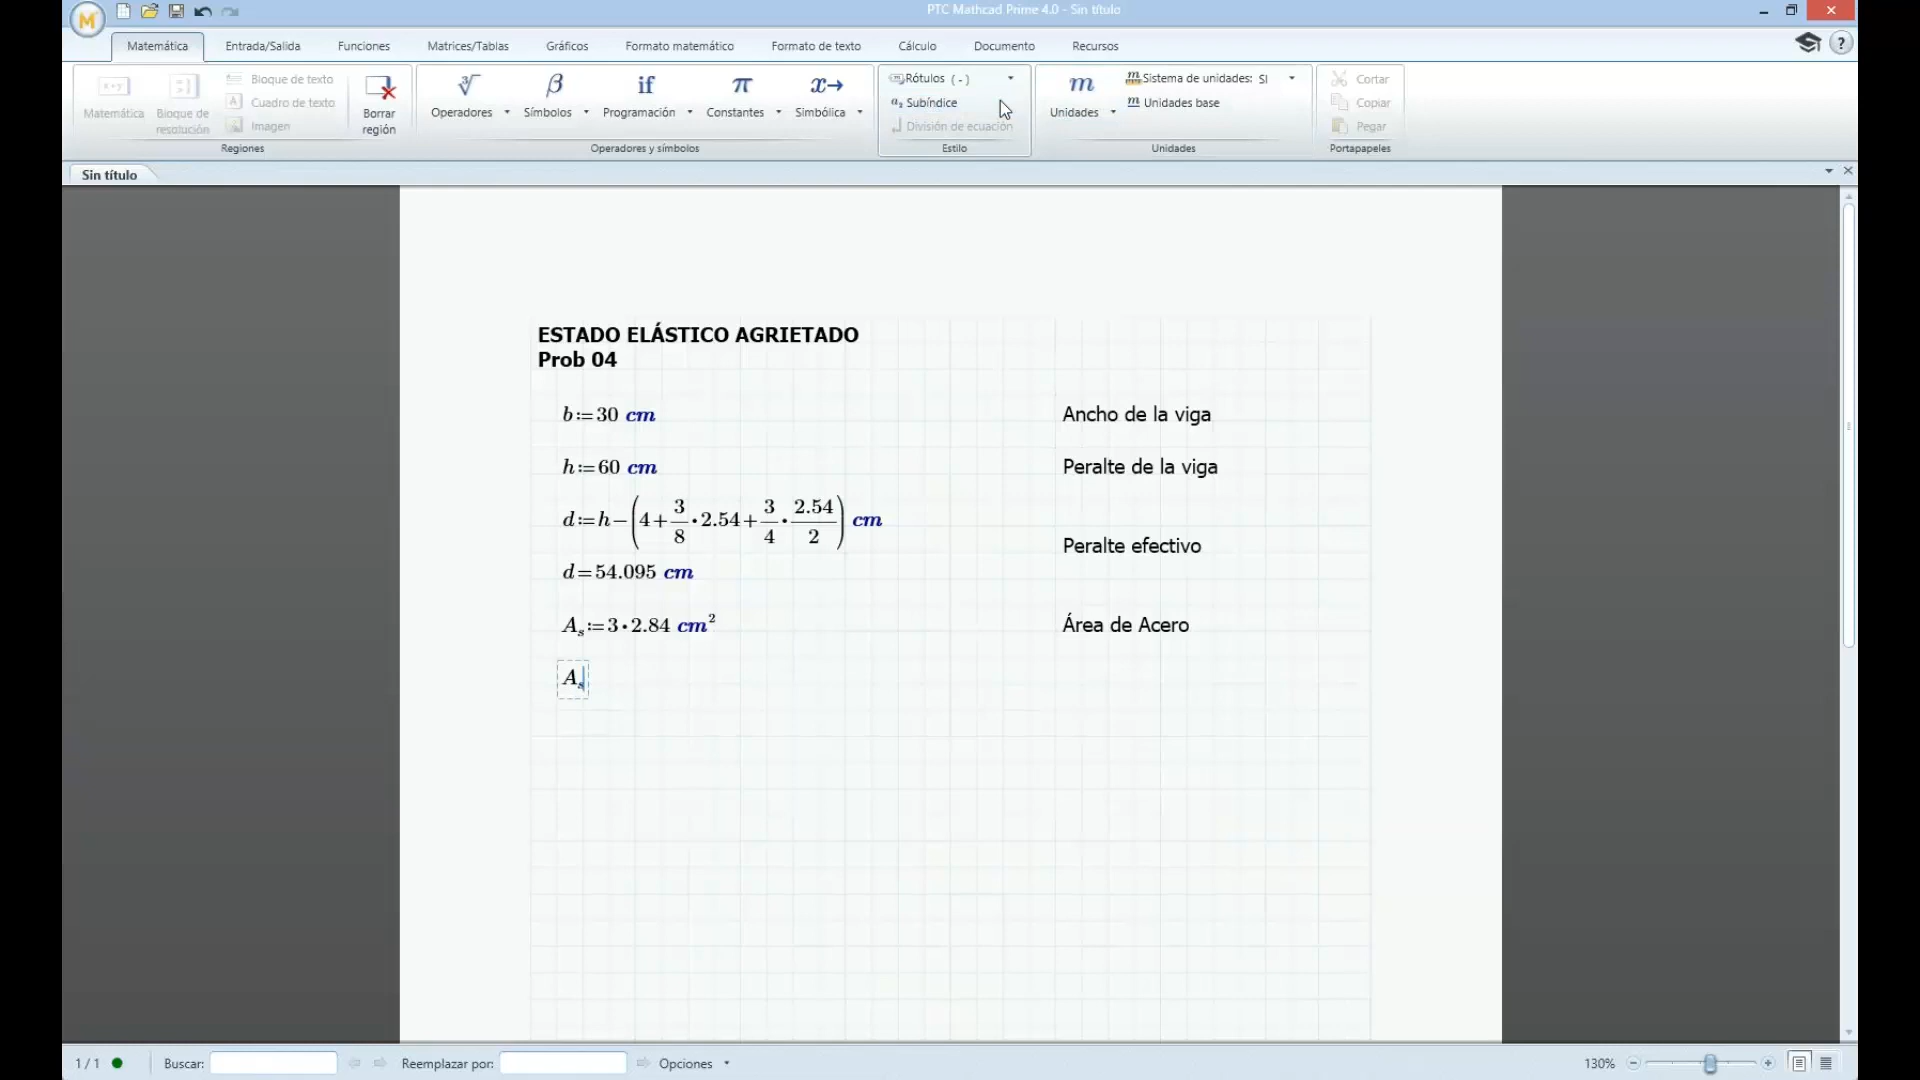 PTC Mathcad Prime 4.0 - Sin título
Matemática Entrada/Salida Funciones Matrices/Tablas Gráficos Formato matemático Formato de texto Cálculo Documento Recursos
Matemática
Bloque de resolución
Bloque de texto
Cuadro de texto
Imagen
Borrar región
Regiones
Operadores
Símbolos
if Programación
π Constantes
Simbólica
Operadores y símbolos
Rótulos ( - )
Subíndice
División de ecuación
Estilo
m Unidades
Sistema de unidades: SI
Unidades base
Unidades
Cortar
Copiar
Pegar
Portapapeles
Sin título
ESTADO ELÁSTICO AGRIETADO
Prob 04
b:=30 cm Ancho de la viga
h:=60 cm Peralte de la viga
d:=h-(4+3/8•2.54+3/4•2.54/2) cm
Peralte efectivo
d=54.095 cm
A_s:=3•2.84 cm² Área de Acero
A_s
1 / 1 Buscar: Reemplazar por: Opciones 130%